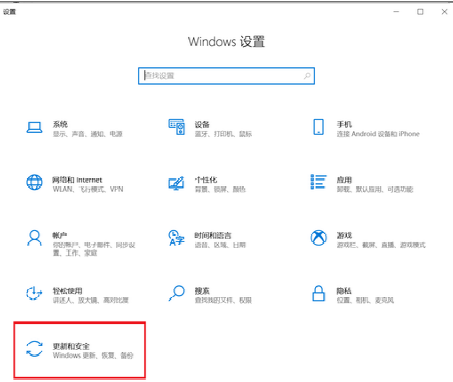 设置
Windows 设置
查找设置
系统
显示、声音、通知、电源
设备
蓝牙、打印机、鼠标
手机
连接 Android 设备和 iPhone
网络和 Internet
WLAN、飞行模式、VPN
个性化
背景、锁屏、颜色
应用
卸载、默认应用、可选功能
帐户
你的帐户、电子邮件、同步设
置、工作、家庭
时间和语言
语音、区域、日期
游戏
游戏栏、截屏、直播、游戏模式
轻松使用
讲述人、放大镜、高对比度
搜索
查找我的文件、权限
隐私
位置、相机、麦克风
更新和安全
Windows 更新、恢复、备份